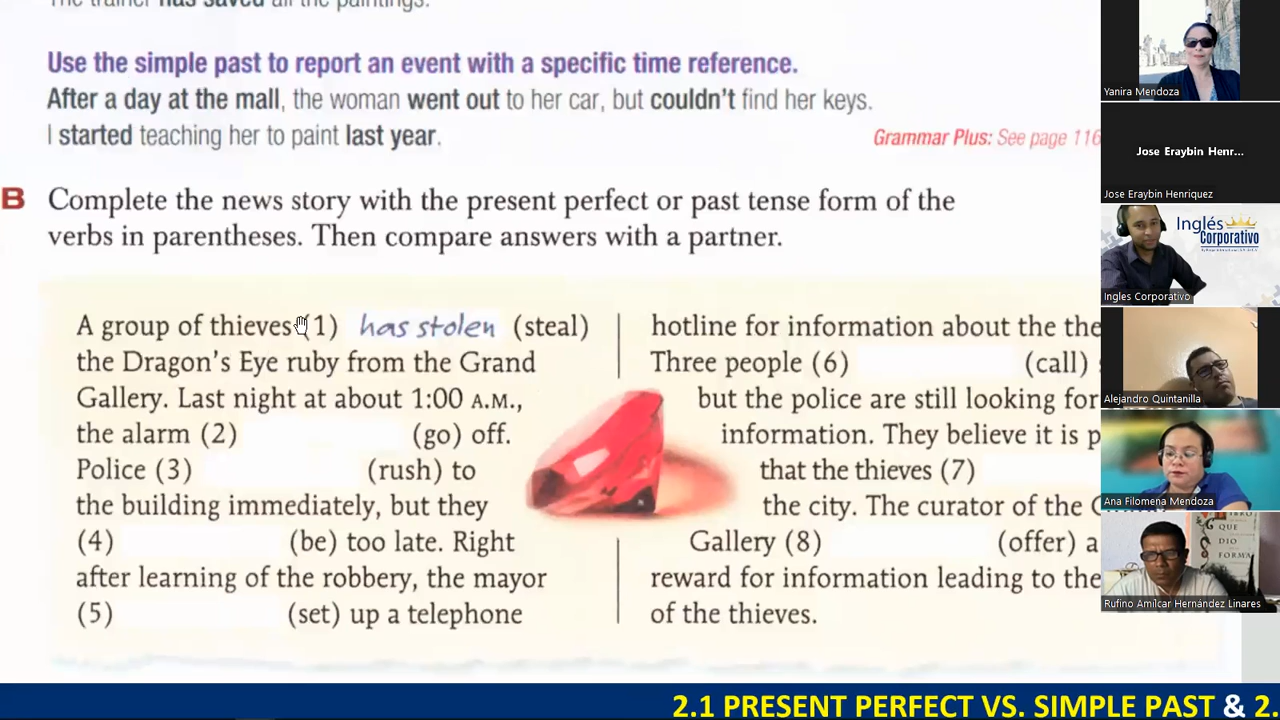 The trainer has saved all the paintings.
Use the simple past to report an event with a specific time reference.
After a day at the mall, the woman went out to her car, but couldn't find her keys.
I started teaching her to paint last year.
Grammar Plus: See page 116
B Complete the news story with the present perfect or past tense form of the
verbs in parentheses. Then compare answers with a partner.
A group of thieves (1) has stolen (steal)
the Dragon's Eye ruby from the Grand
Gallery. Last night at about 1:00 A.M.,
the alarm (2) (go) off.
Police (3) (rush) to
the building immediately, but they
(4) (be) too late. Right
after learning of the robbery, the mayor
(5) (set) up a telephone
hotline for information about the the
Three people (6) (call)
but the police are still looking for
information. They believe it is p
that the thieves (7)
the city. The curator of the
Gallery (8) (offer) a
reward for information leading to the
of the thieves.
Yanira Mendoza
Jose Eraybin Henr...
Jose Eraybin Henriquez
Inglés
Corporativo
Ingles Corporativo
Alejandro Quintanilla
Ana Filomena Mendoza
QUE
DIO
FORMA
Rufino Amílcar Hernández Linares
2.1 PRESENT PERFECT VS. SIMPLE PAST & 2.